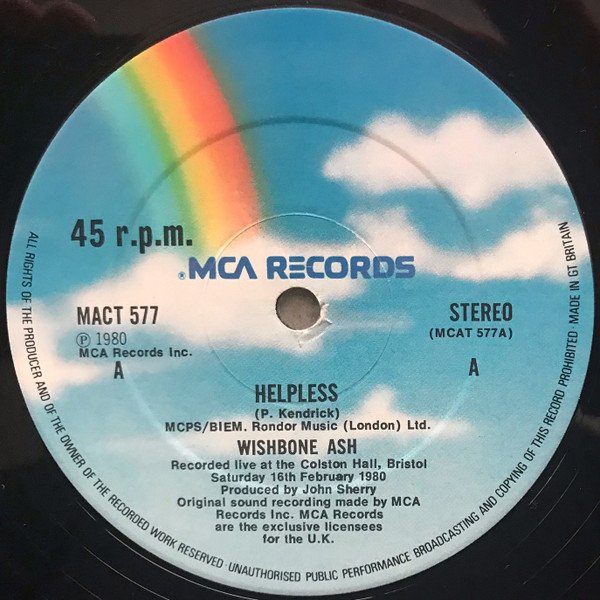 45 r.p.m.
®MCA RECORDS
MACT 577
℗ 1980
MCA Records Inc.
A
STEREO
(MCAT 577A)
A
HELPLESS
(P. Kendrick)
MCPS/BIEM. Rondor Music (London) Ltd.
WISHBONE ASH
Recorded live at the Colston Hall, Bristol
Saturday 16th February 1980
Produced by John Sherry
Original sound recording made by MCA
Records Inc. MCA Records
are the exclusive licensees
for the U.K.
ALL RIGHTS OF THE PRODUCER AND OF THE OWNER OF THE RECORDED WORK RESERVED · UNAUTHORISED PUBLIC PERFORMANCE BROADCASTING AND COPYING OF THIS RECORD PROHIBITED · MADE IN GT BRITAIN